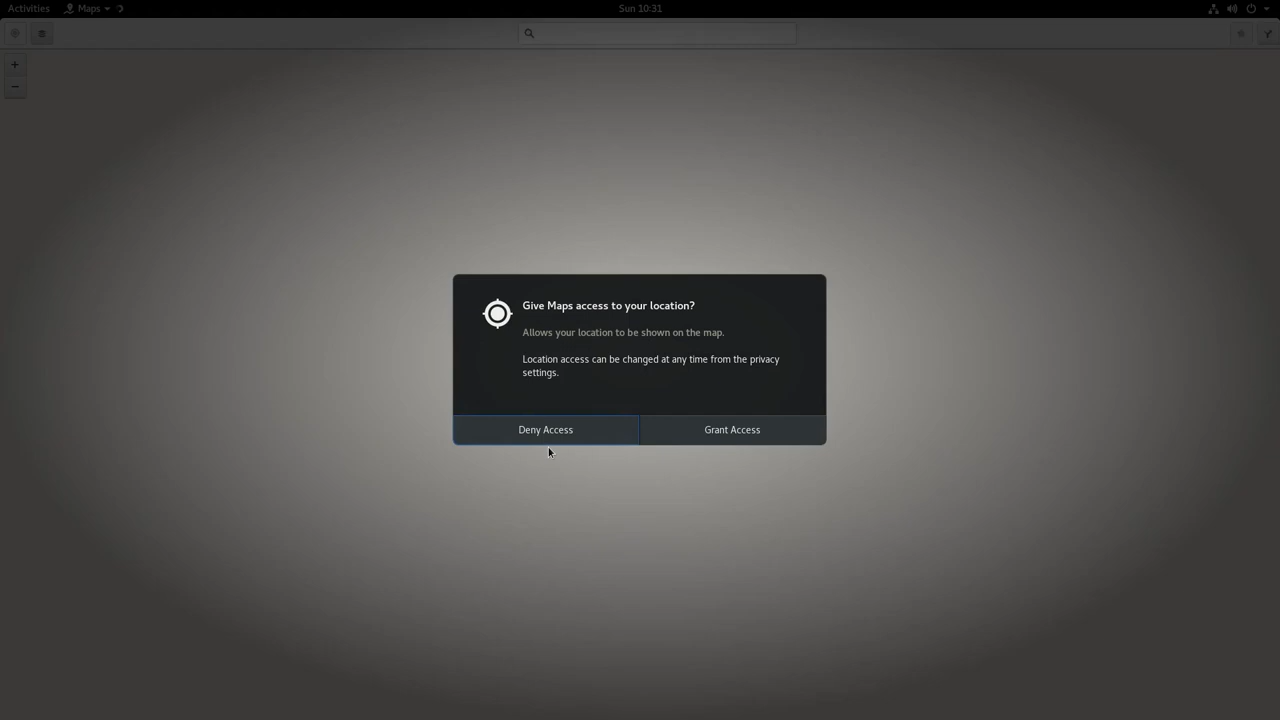 Activities Maps Sun 10:31
+
−
Give Maps access to your location?
Allows your location to be shown on the map.
Location access can be changed at any time from the privacy
settings.
Deny Access Grant Access